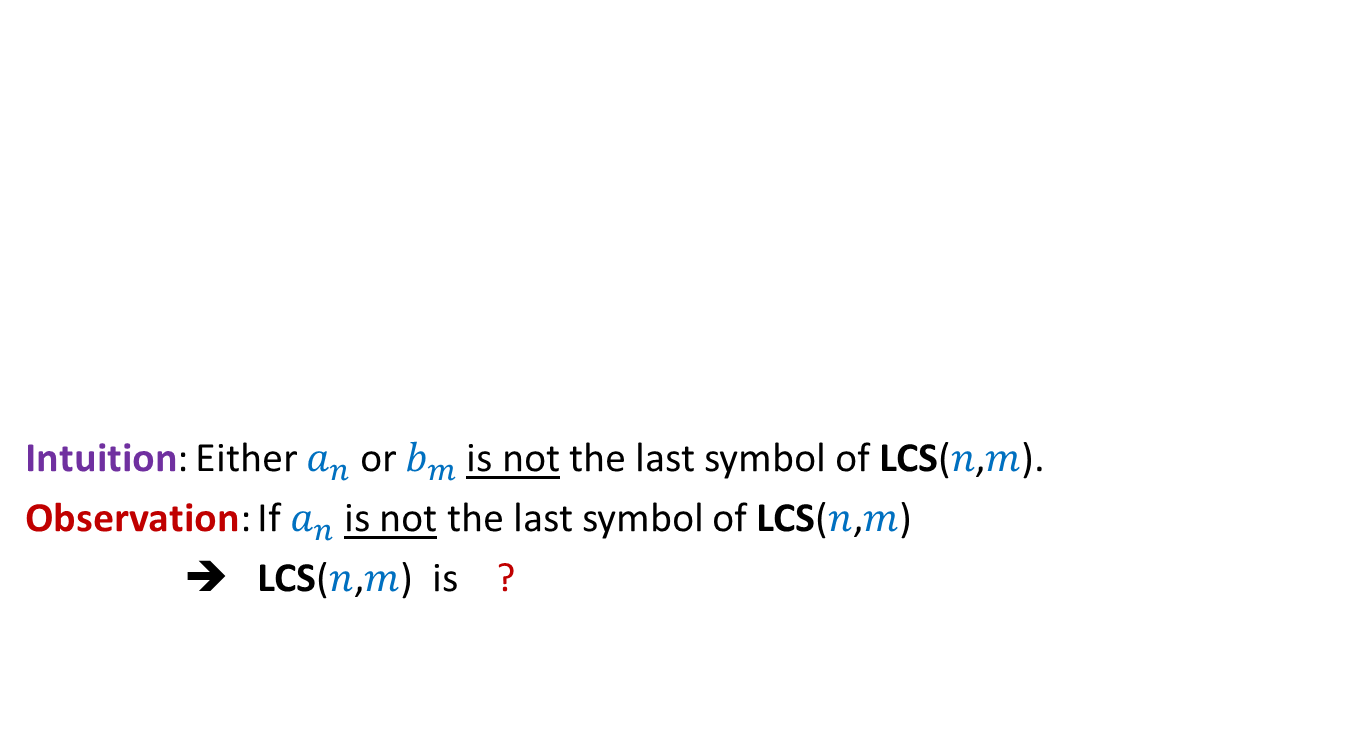 Intuition: Either aₙ or bₘ is not the last symbol of LCS(n,m).
Observation: If aₙ is not the last symbol of LCS(n,m)
➔ LCS(n,m) is ?